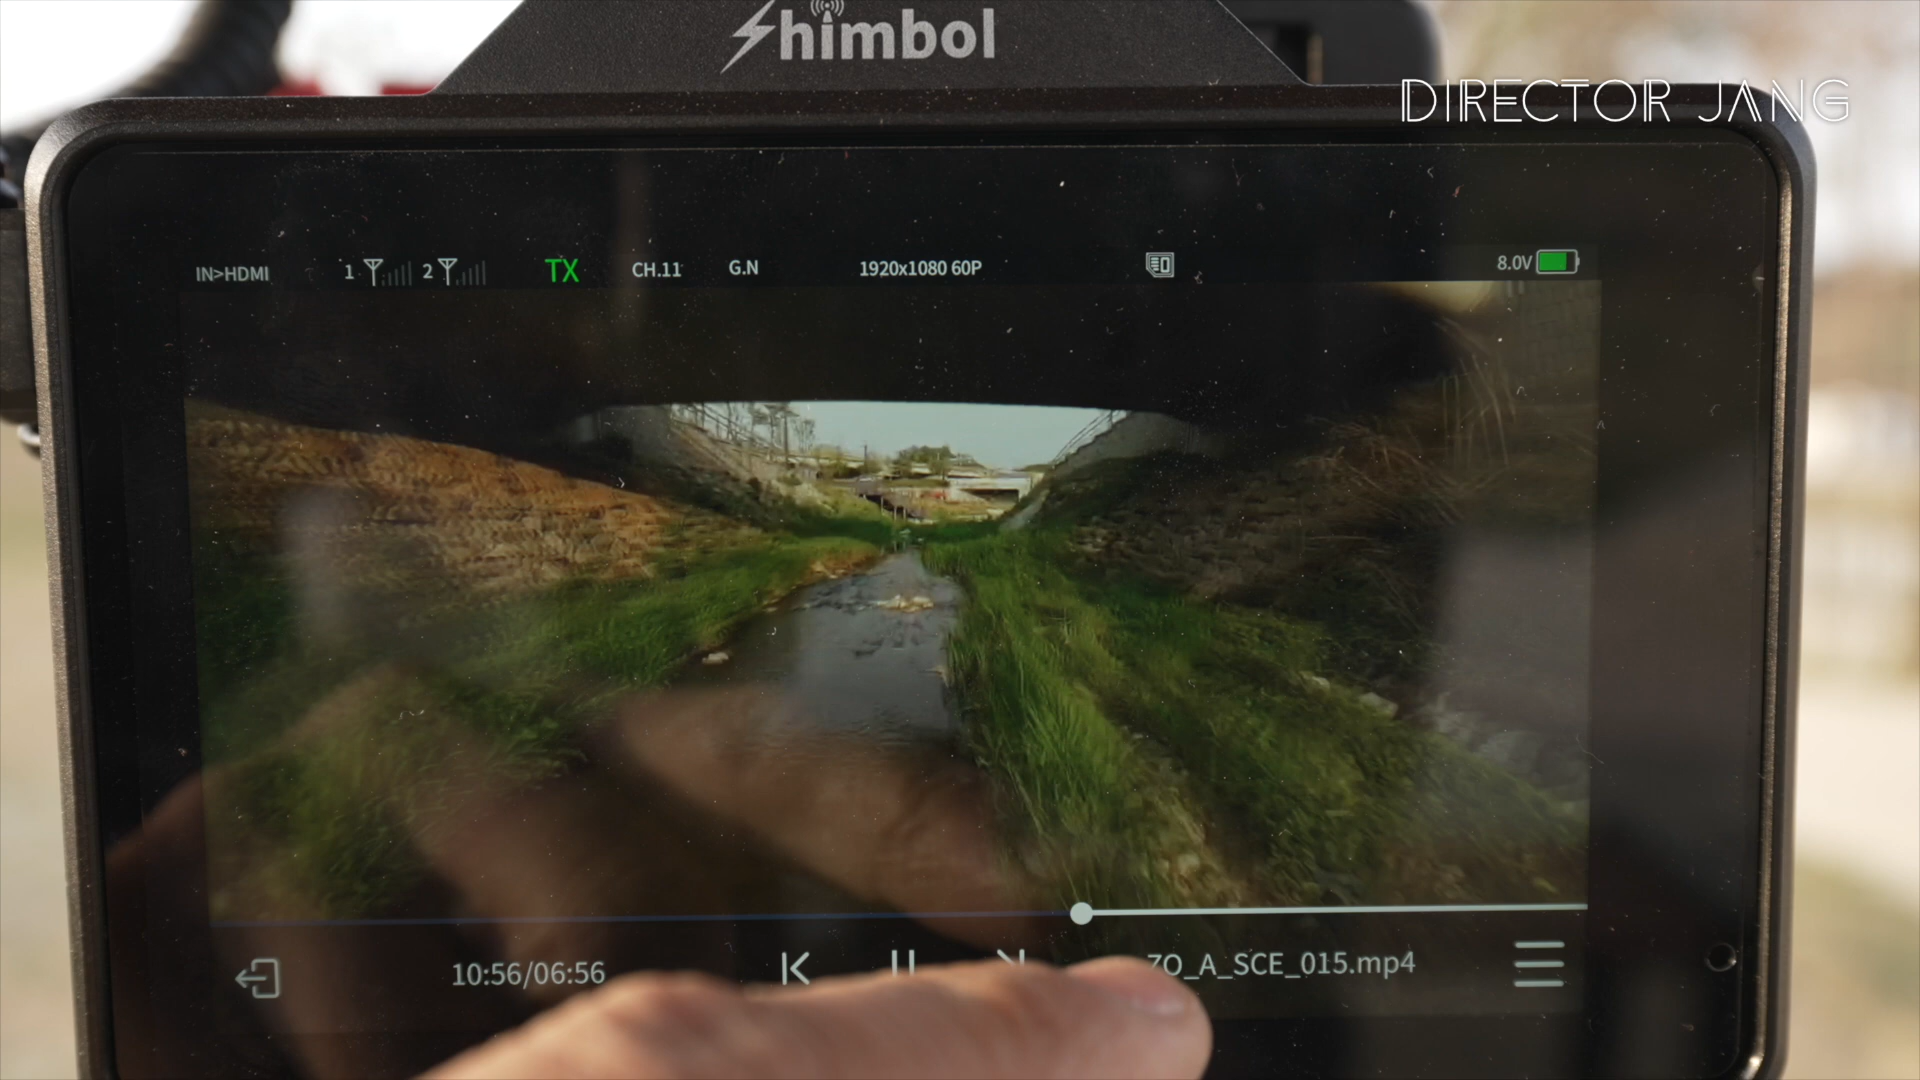 Shimbol
DIRECTOR JANG
IN>HDMI 1 2 TX CH.11 G.N 1920x1080 60P 8.0V
10:56/06:56 ZO_A_SCE_015.mp4